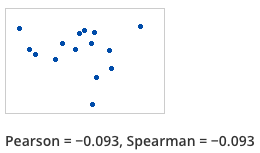 Pearson = −0.093, Spearman = −0.093